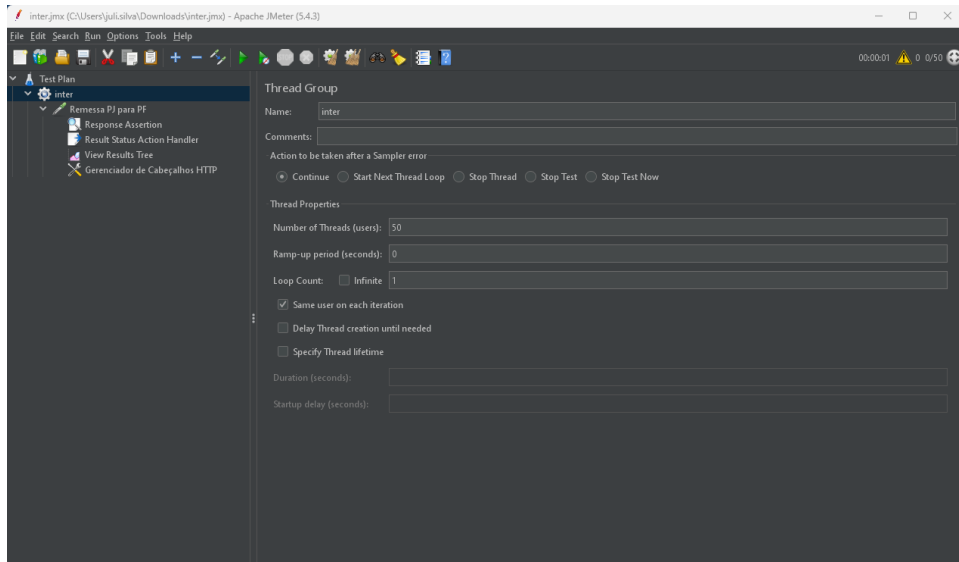 inter.jmx (C:\Users\juli.silva\Downloads\inter.jmx) - Apache JMeter (5.4.3)
File Edit Search Run Options Tools Help
00:00:01 0 0/50
Test Plan
inter
Remessa PJ para PF
Response Assertion
Result Status Action Handler
View Results Tree
Gerenciador de Cabeçalhos HTTP
Thread Group
Name: inter
Comments:
Action to be taken after a Sampler error
Continue Start Next Thread Loop Stop Thread Stop Test Stop Test Now
Thread Properties
Number of Threads (users): 50
Ramp-up period (seconds): 0
Loop Count: Infinite 1
Same user on each iteration
Delay Thread creation until needed
Specify Thread lifetime
Duration (seconds):
Startup delay (seconds):